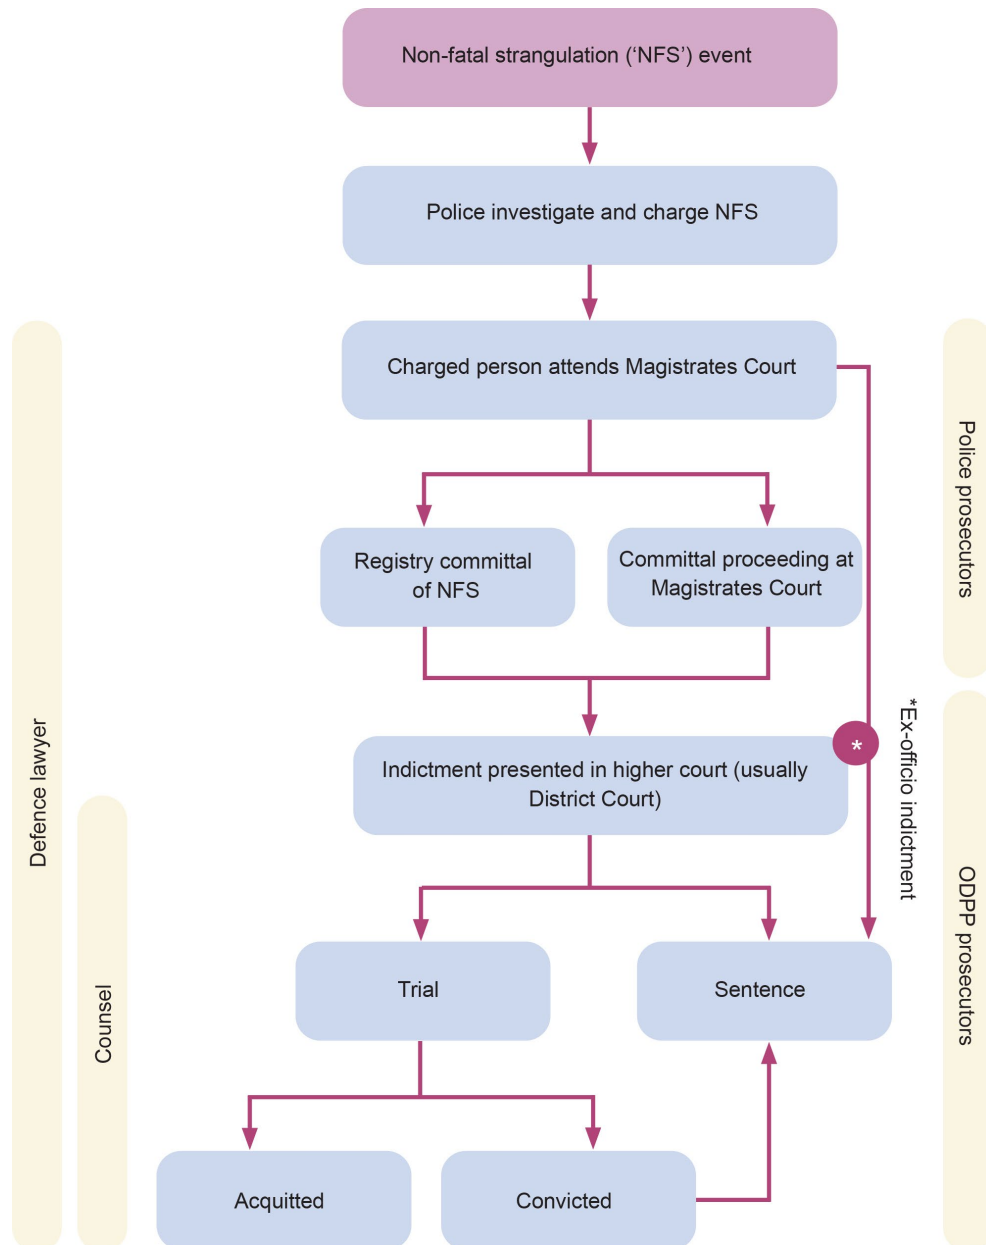 Non-fatal strangulation (‘NFS’) event
Police investigate and charge NFS
Charged person attends Magistrates Court
Registry committal
of NFS
Committal proceeding at
Magistrates Court
Indictment presented in higher court (usually
District Court)
*
*Ex-officio indictment
Trial
Sentence
Acquitted
Convicted
Defence lawyer
Counsel
Police prosecutors
ODPP prosecutors